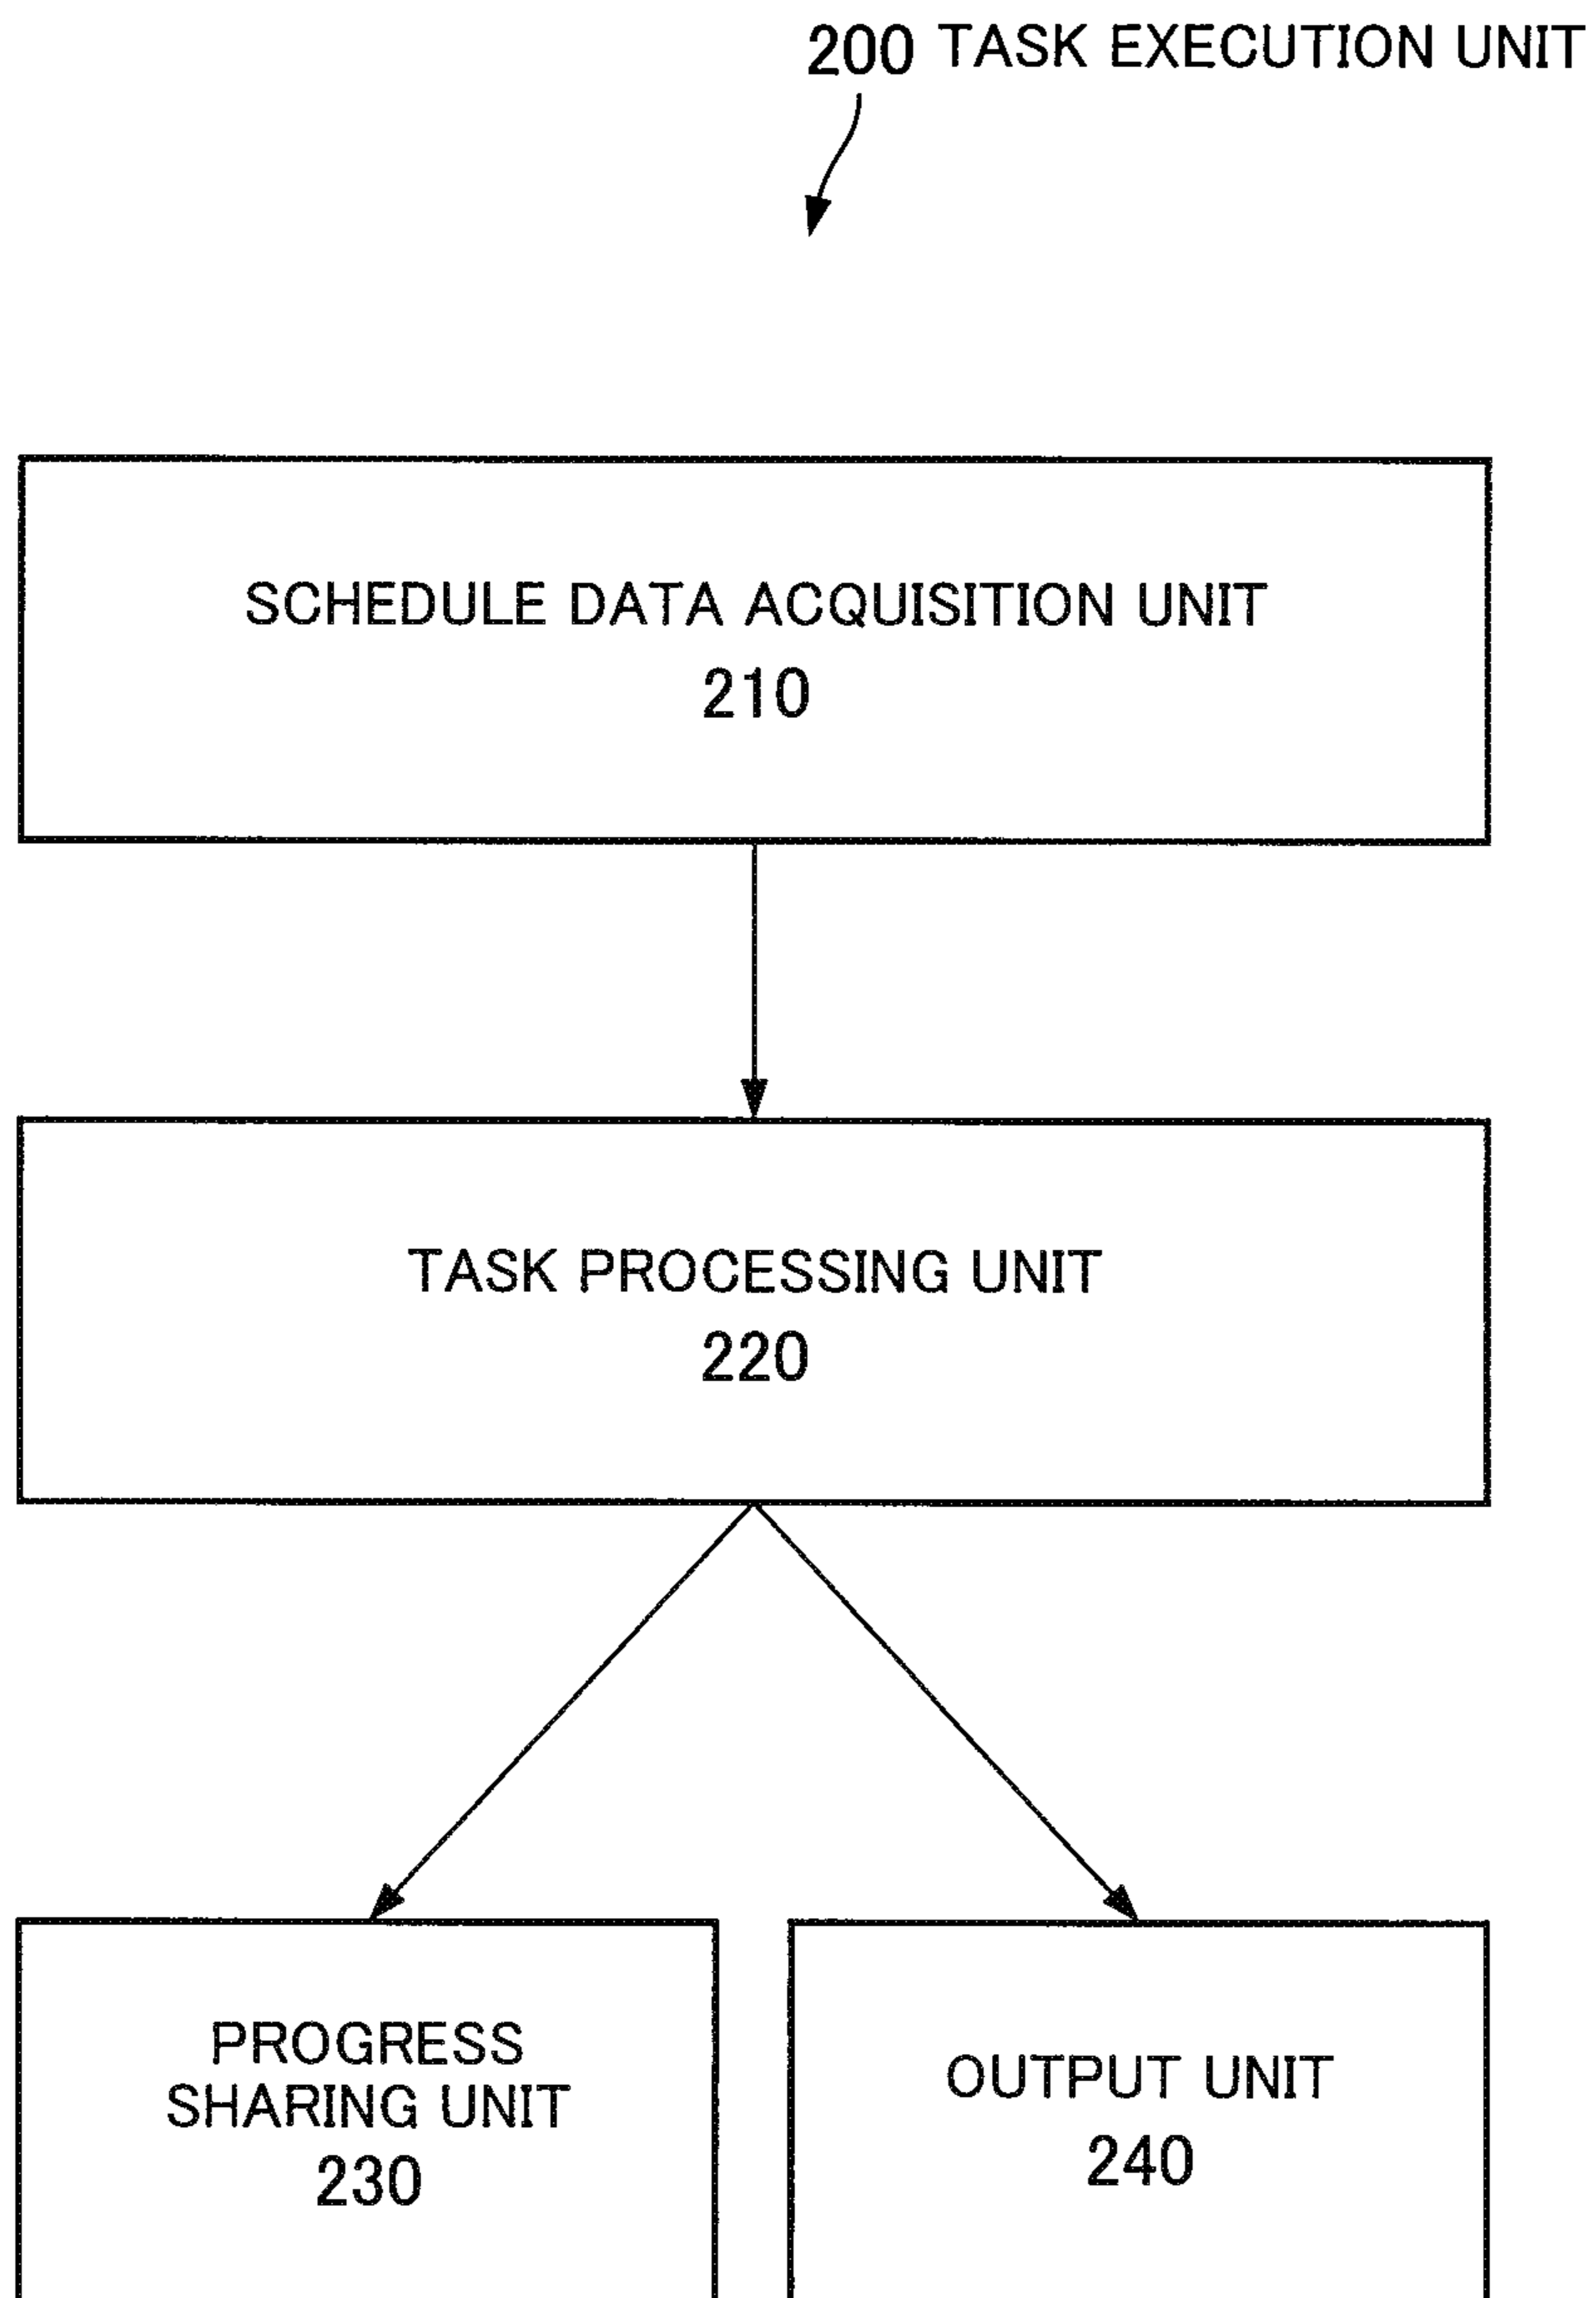 200 TASK EXECUTION UNIT
SCHEDULE DATA ACQUISITION UNIT
210
TASK PROCESSING UNIT
220
PROGRESS
SHARING UNIT
230
OUTPUT UNIT
240